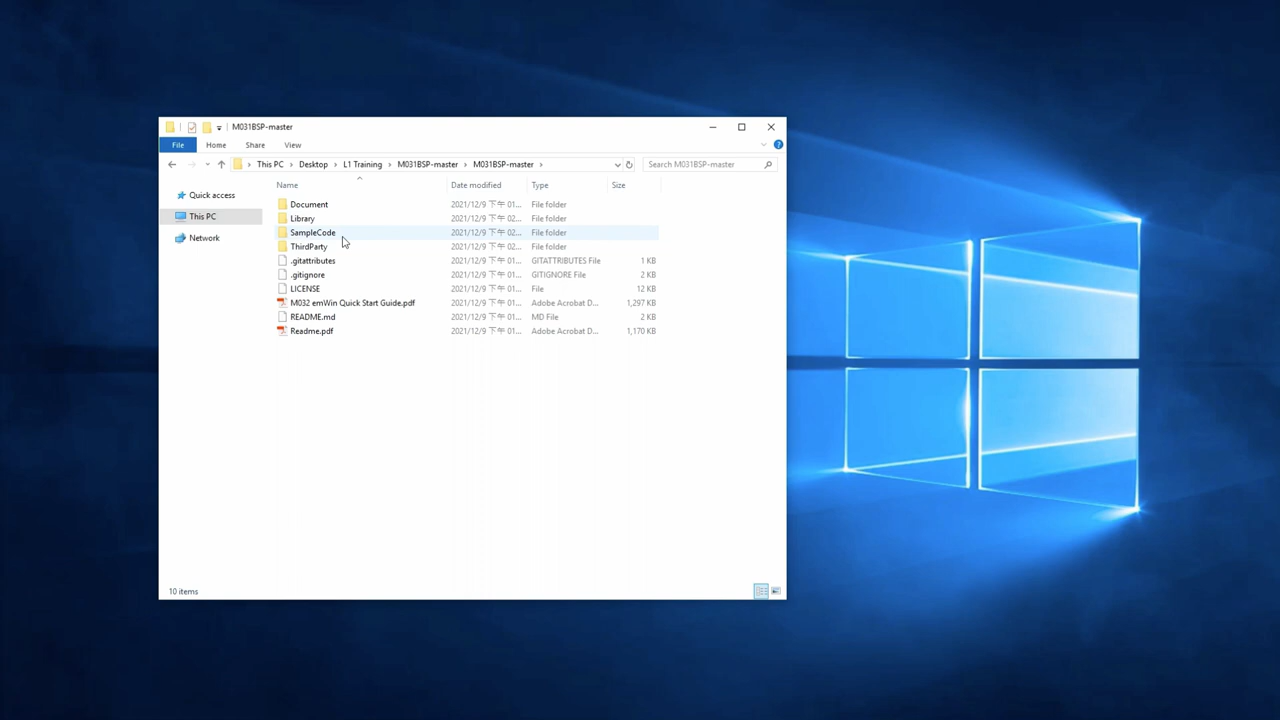 M031BSP-master
File Home Share View
This PC Desktop L1 Training M031BSP-master M031BSP-master Search M031BSP-master
Quick access
This PC
Network
Name Date modified Type Size
Document 2021/12/9 下午 01... File folder
Library 2021/12/9 下午 02... File folder
SampleCode 2021/12/9 下午 02... File folder
ThirdParty 2021/12/9 下午 02... File folder
.gitattributes 2021/12/9 下午 01... GITATTRIBUTES File 1 KB
.gitignore 2021/12/9 下午 01... GITIGNORE File 2 KB
LICENSE 2021/12/9 下午 01... File 12 KB
M032 emWin Quick Start Guide.pdf 2021/12/9 下午 01... Adobe Acrobat D... 1,297 KB
README.md 2021/12/9 下午 01... MD File 2 KB
Readme.pdf 2021/12/9 下午 01... Adobe Acrobat D... 1,170 KB
10 items